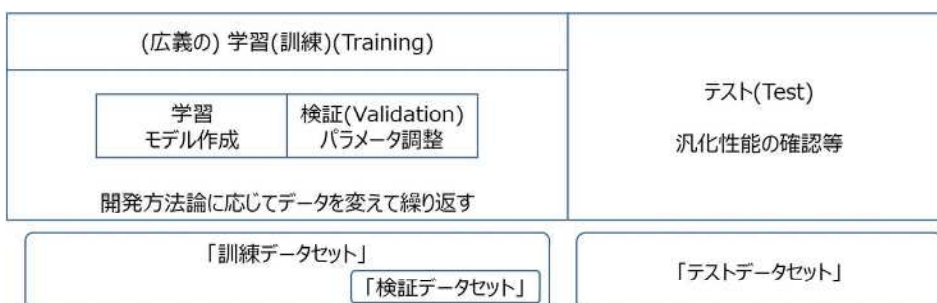 (広義の) 学習(訓練)(Training)
学習
モデル作成
検証(Validation)
パラメータ調整
開発方法論に応じてデータを変えて繰り返す
テスト(Test)
汎化性能の確認等
「訓練データセット」
「検証データセット」
「テストデータセット」